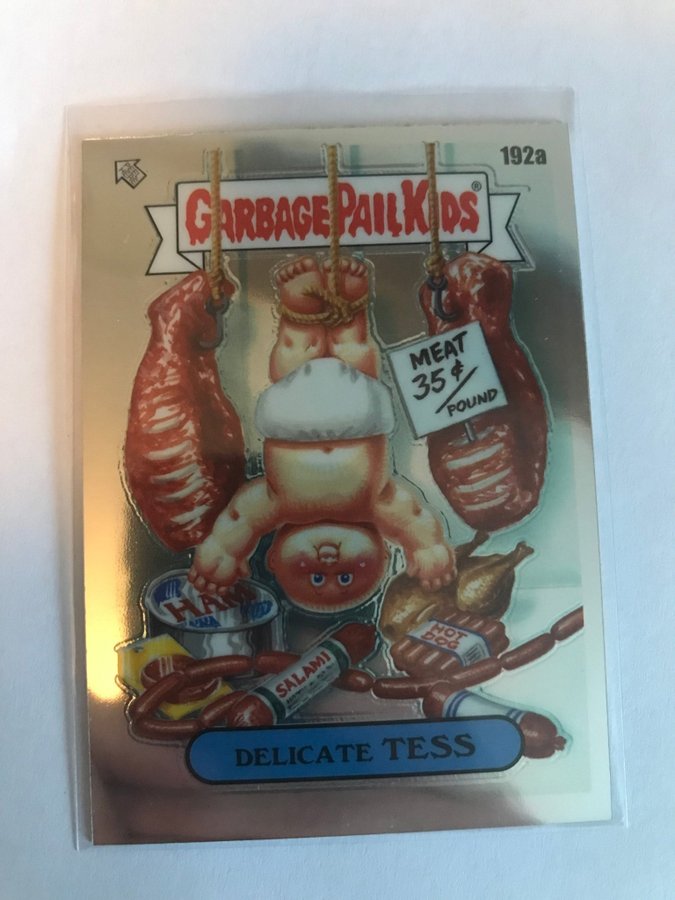 192a
GARBAGE PAIL KIDS®
MEAT
35¢/
POUND
HAM
HOT
DOG
SALAMI
DELICATE TESS